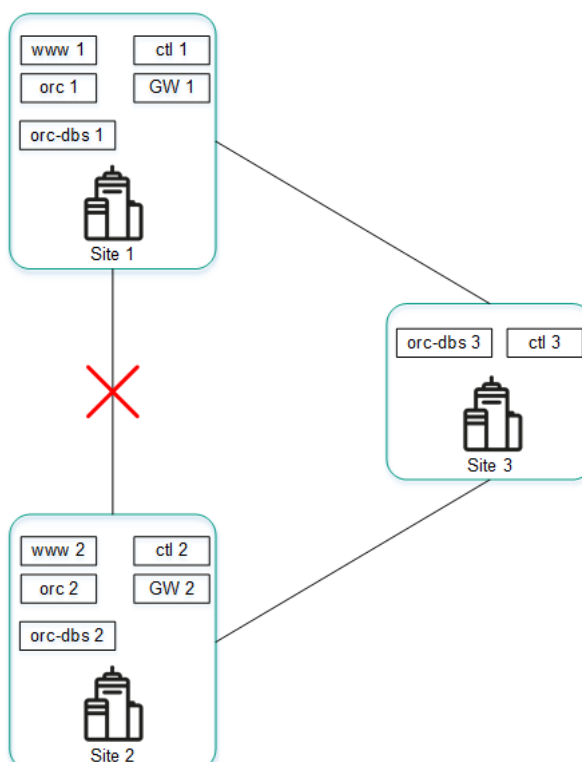 www 1
ctl 1
orc 1
GW 1
orc-dbs 1
Site 1
orc-dbs 3
ctl 3
Site 3
www 2
ctl 2
orc 2
GW 2
orc-dbs 2
Site 2